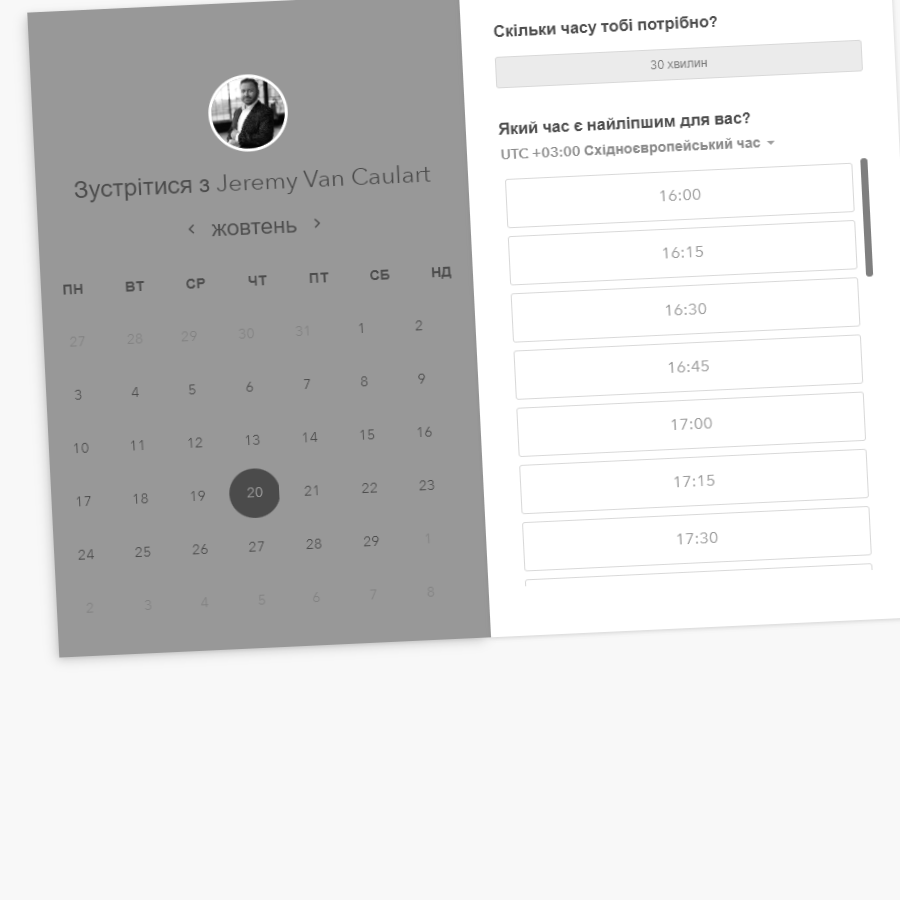 Зустрітися з Jeremy Van Caulart
жовтень
ПН ВТ СР ЧТ ПТ СБ НД
27 28 29 30 31 1 2
3 4 5 6 7 8 9
10 11 12 13 14 15 16
17 18 19 20 21 22 23
24 25 26 27 28 29 1
2 3 4 5 6 7 8
Скільки часу тобі потрібно?
30 хвилин
Який час є найліпшим для вас?
UTC +03:00 Східноєвропейський час
16:00
16:15
16:30
16:45
17:00
17:15
17:30